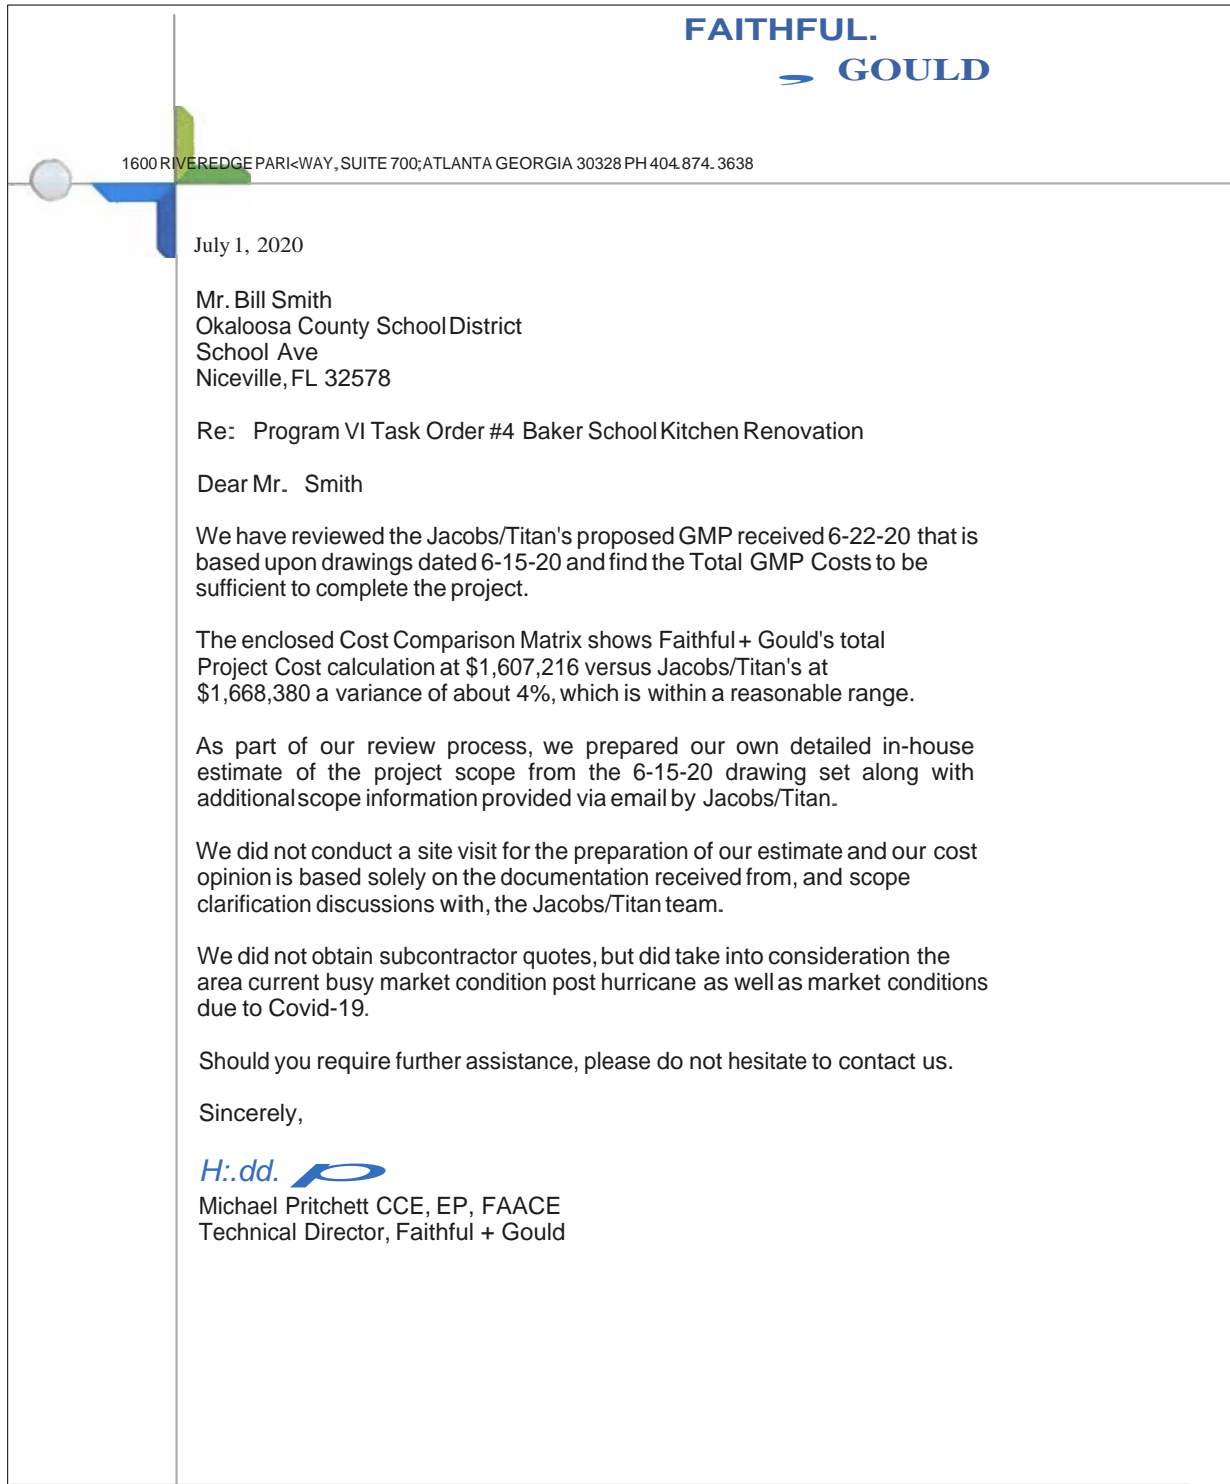 FAITHFUL.
GOULD
1600 RIVEREDGE PARI<WAY, SUITE 700; ATLANTA GEORGIA 30328 PH 404.874.3638
July 1, 2020
Mr. Bill Smith
Okaloosa County School District
School Ave
Niceville, FL 32578
Re: Program VI Task Order #4 Baker School Kitchen Renovation
Dear Mr. Smith
We have reviewed the Jacobs/Titan's proposed GMP received 6-22-20 that is
based upon drawings dated 6-15-20 and find the Total GMP Costs to be
sufficient to complete the project.
The enclosed Cost Comparison Matrix shows Faithful + Gould's total
Project Cost calculation at $1,607,216 versus Jacobs/Titan's at
$1,668,380 a variance of about 4%, which is within a reasonable range.
As part of our review process, we prepared our own detailed in-house
estimate of the project scope from the 6-15-20 drawing set along with
additional scope information provided via email by Jacobs/Titan.
We did not conduct a site visit for the preparation of our estimate and our cost
opinion is based solely on the documentation received from, and scope
clarification discussions with, the Jacobs/Titan team.
We did not obtain subcontractor quotes, but did take into consideration the
area current busy market condition post hurricane as well as market conditions
due to Covid-19.
Should you require further assistance, please do not hesitate to contact us.
Sincerely,
H:.dd.
Michael Pritchett CCE, EP, FAACE
Technical Director, Faithful + Gould